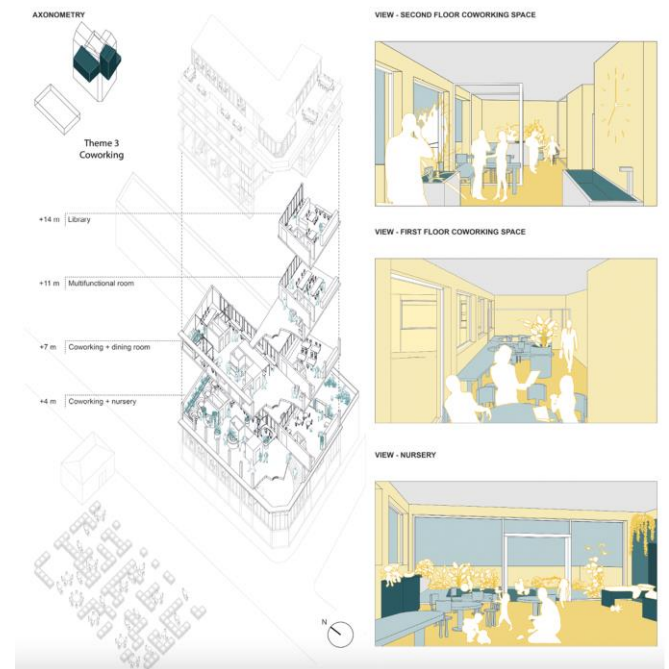 AXONOMETRY
Theme 3
Coworking
+14 m Library
+11 m Multifunctional room
+7 m Coworking + dining room
+4 m Coworking + nursery
N
VIEW - SECOND FLOOR COWORKING SPACE
VIEW - FIRST FLOOR COWORKING SPACE
VIEW - NURSERY